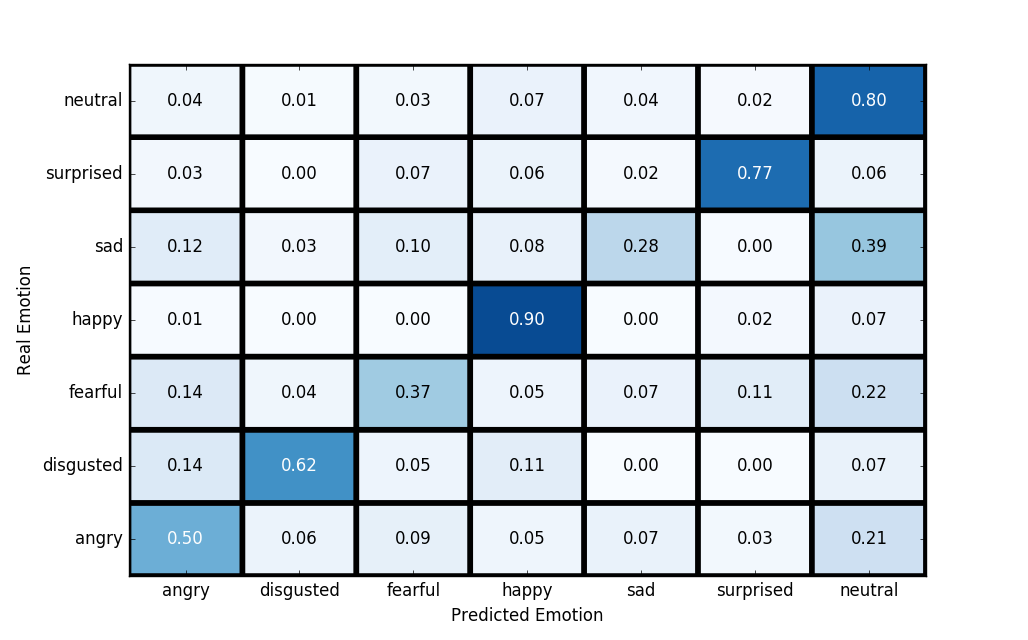 neutral 0.04 0.01 0.03 0.07 0.04 0.02 0.80
surprised 0.03 0.00 0.07 0.06 0.02 0.77 0.06
sad 0.12 0.03 0.10 0.08 0.28 0.00 0.39
happy 0.01 0.00 0.00 0.90 0.00 0.02 0.07
fearful 0.14 0.04 0.37 0.05 0.07 0.11 0.22
disgusted 0.14 0.62 0.05 0.11 0.00 0.00 0.07
angry 0.50 0.06 0.09 0.05 0.07 0.03 0.21
angry disgusted fearful happy sad surprised neutral
Predicted Emotion
Real Emotion